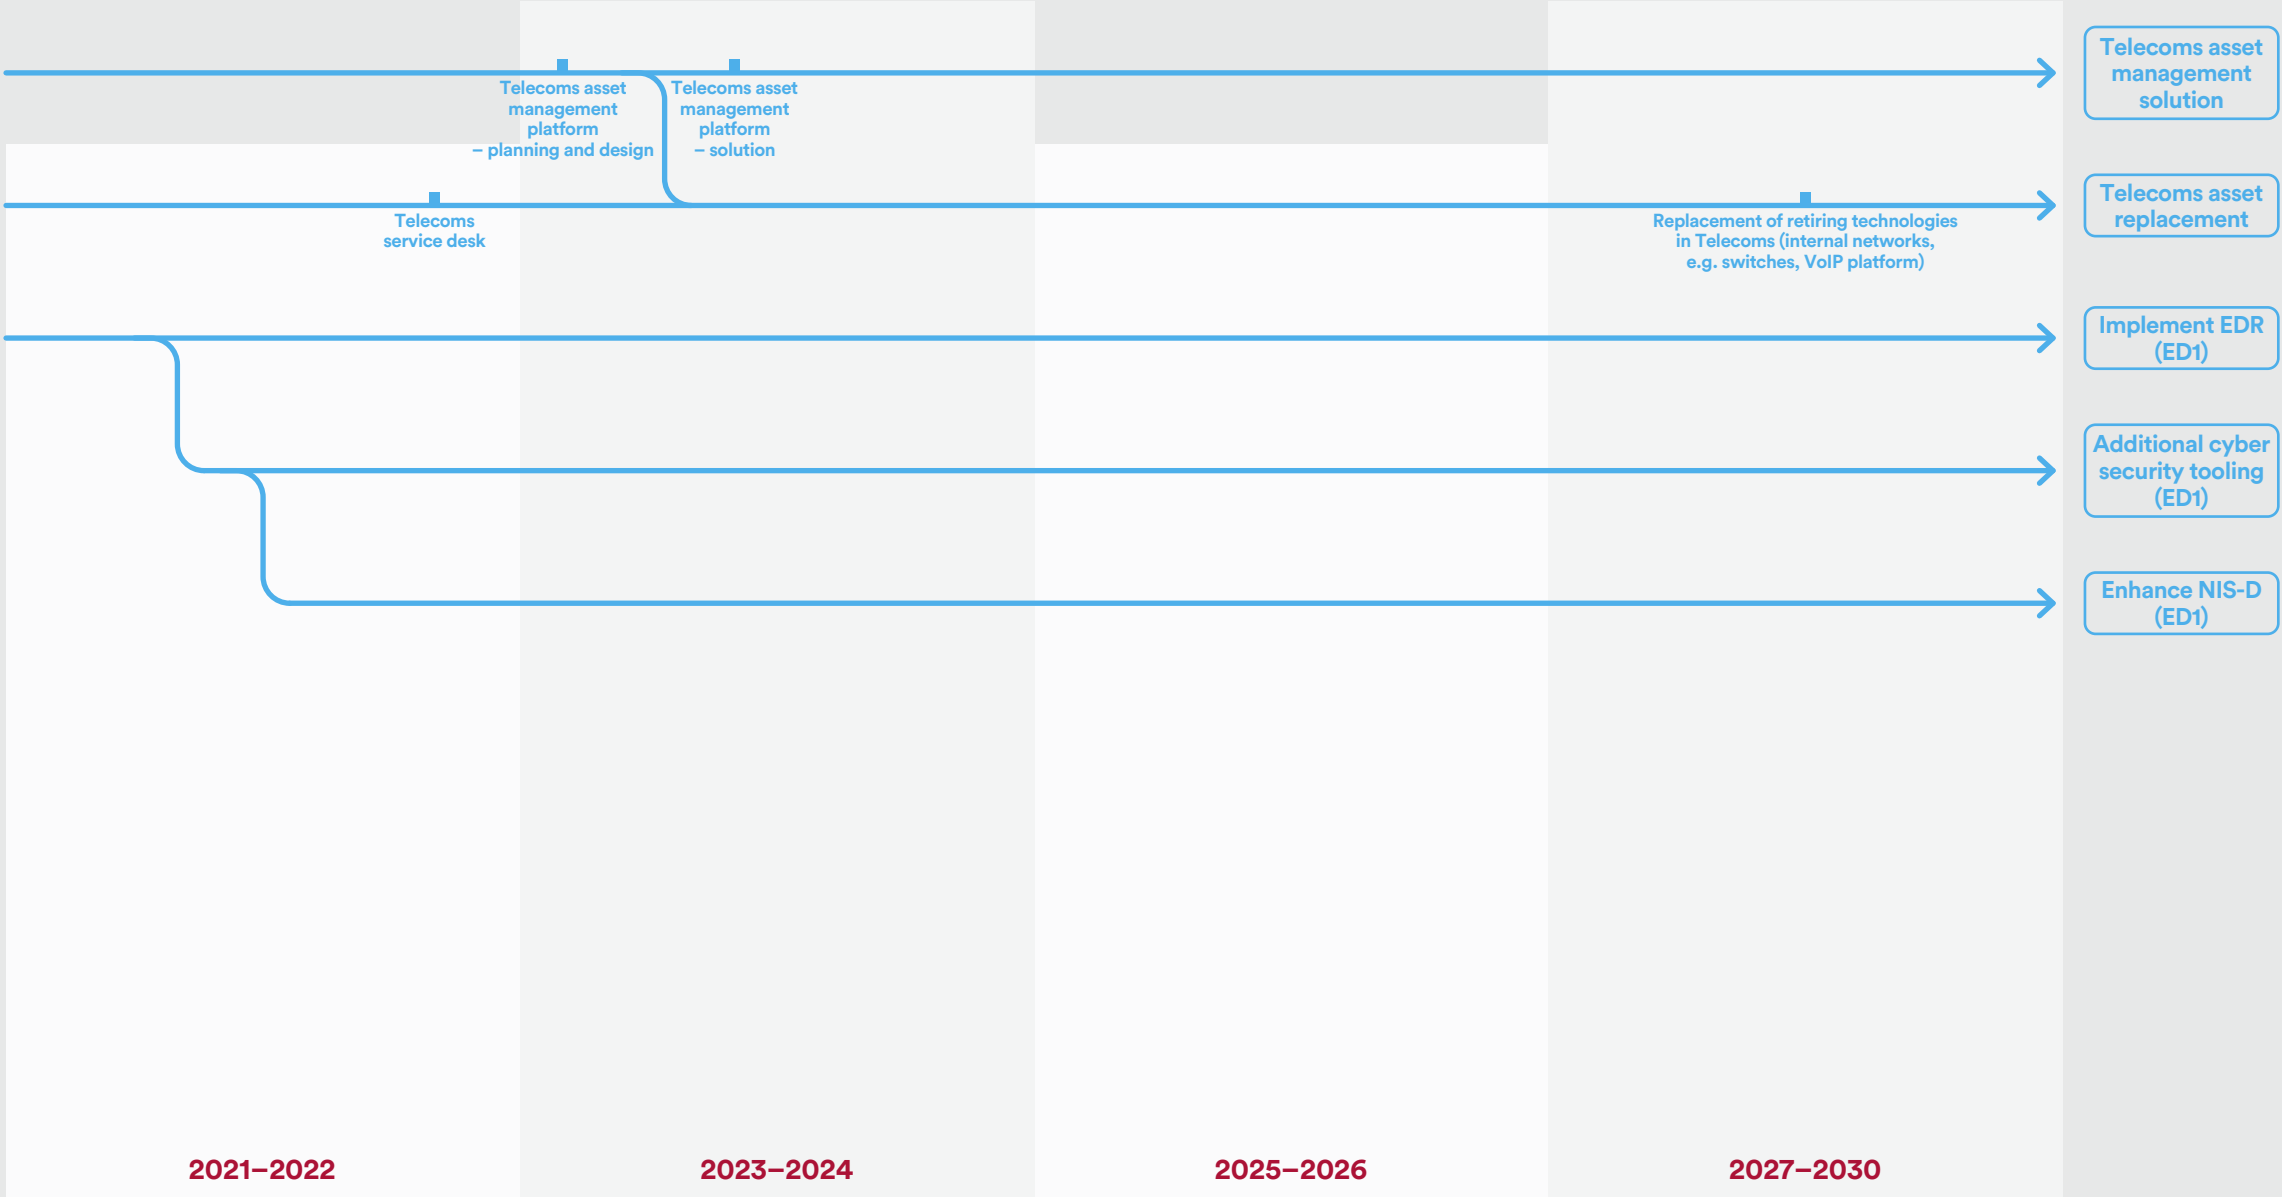 Telecoms asset
management
solution
Telecoms asset
management
platform
– planning and design
Telecoms asset
management
platform
– solution
Telecoms asset
replacement
Telecoms
service desk
Replacement of retiring technologies
in Telecoms (internal networks,
e.g. switches, VoIP platform)
Implement EDR
(ED1)
Additional cyber
security tooling
(ED1)
Enhance NIS-D
(ED1)
2021–2022
2023–2024
2025–2026
2027–2030